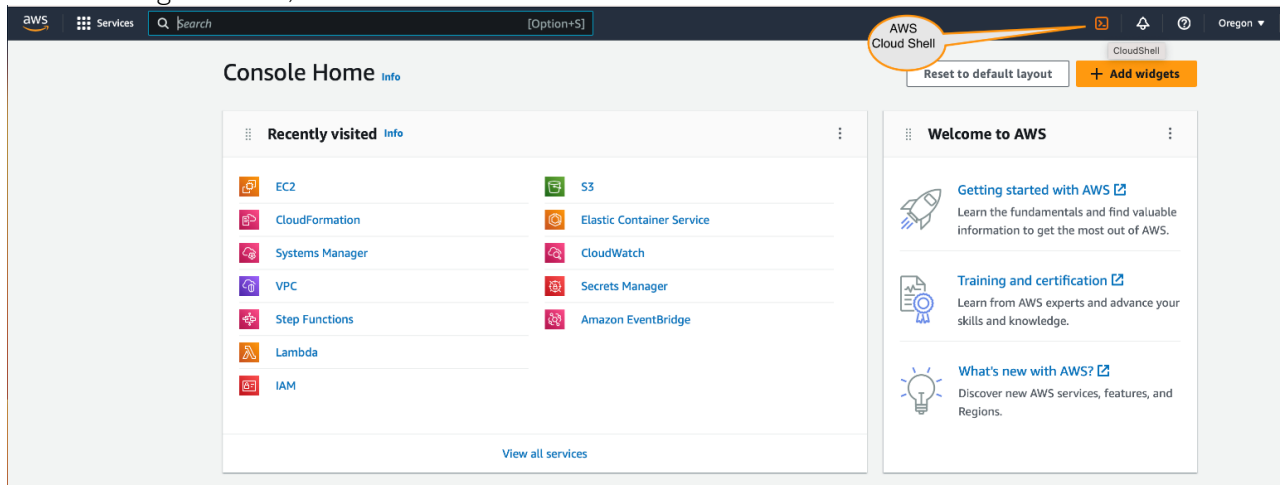 aws
Services
Search
[Option+S]
AWS
Cloud Shell
Oregon
CloudShell
Console Home Info
Reset to default layout
+ Add widgets
Recently visited Info
EC2
CloudFormation
Systems Manager
VPC
Step Functions
Lambda
IAM
S3
Elastic Container Service
CloudWatch
Secrets Manager
Amazon EventBridge
View all services
Welcome to AWS
Getting started with AWS
Learn the fundamentals and find valuable
information to get the most out of AWS.
Training and certification
Learn from AWS experts and advance your
skills and knowledge.
What's new with AWS?
Discover new AWS services, features, and
Regions.